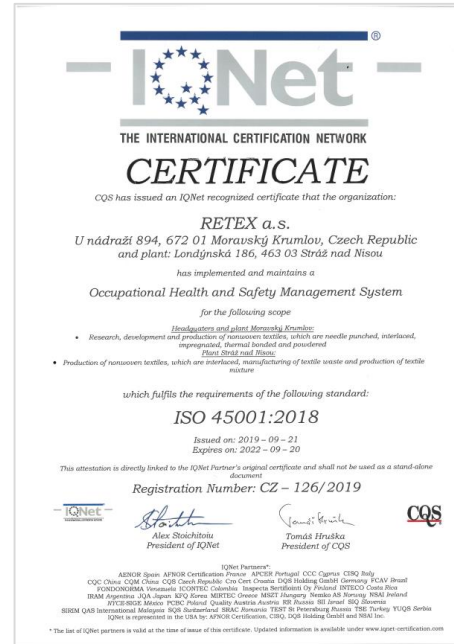 IQNet ®
THE INTERNATIONAL CERTIFICATION NETWORK
CERTIFICATE
CQS has issued an IQNet recognized certificate that the organization:
RETEX a.s.
U nádraží 894, 672 01 Moravský Krumlov, Czech Republic
and plant: Londýnská 186, 463 03 Stráž nad Nisou
has implemented and maintains a
Occupational Health and Safety Management System
for the following scope
Headquaters and plant Moravský Krumlov:
• Research, development and production of nonwoven textiles, which are needle punched, interlaced,
impregnated, thermal bonded and powdered
Plant Stráž nad Nisou:
• Production of nonwoven textiles, which are interlaced, manufacturing of textile waste and production of textile
mixture
which fulfils the requirements of the following standard:
ISO 45001:2018
Issued on: 2019 – 09 – 21
Expires on: 2022 – 09 – 20
This attestation is directly linked to the IQNet Partner's original certificate and shall not be used as a stand-alone
document
Registration Number: CZ – 126/2019
IQNet
CQS
Alex Stoichitoiu
President of IQNet
Tomáš Hruška
President of CQS
IQNet Partners*:
AENOR Spain AFNOR Certification France APCER Portugal CCC Cyprus CISQ Italy
CQC China CQM China CQS Czech Republic Cro Cert Croatia DQS Holding GmbH Germany FCAV Brazil
FONDONORMA Venezuela ICONTEC Colombia Inspecta Sertifiointi Oy Finland INTECO Costa Rica
IRAM Argentina JQA Japan KFQ Korea MIRTEC Greece MSZT Hungary Nemko AS Norway NSAI Ireland
NYCE-SIGE México PCBC Poland Quality Austria Austria RR Russia SII Israel SIQ Slovenia
SIRIM QAS International Malaysia SQS Switzerland SRAC Romania TEST St Petersburg Russia TSE Turkey YUQS Serbia
IQNet is represented in the USA by: AFNOR Certification, CISQ, DQS Holding GmbH and NSAI Inc.
* The list of IQNet partners is valid at the time of issue of this certificate. Updated information is available under www.iqnet-certification.com